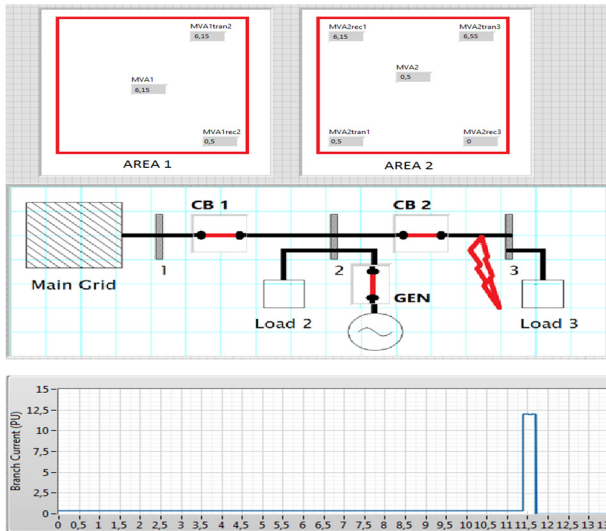 MVA1tran2
6,15
MVA1
6,15
MVA1rec2
0,5
AREA 1
MVA2rec1
6,15
MVA2tran3
6,55
MVA2
0,5
MVA2tran1
0,5
MVA2rec3
0
AREA 2
CB 1
CB 2
Main Grid
1
2
3
GEN
Load 2
Load 3
Branch Current (PU)
15
12,5
10
7,5
5
2,5
0
0 0,5 1 1,5 2 2,5 3 3,5 4 4,5 5 5,5 6 6,5 7 7,5 8 8,5 9 9,5 10 10,5 11 11,5 12 12,5 13